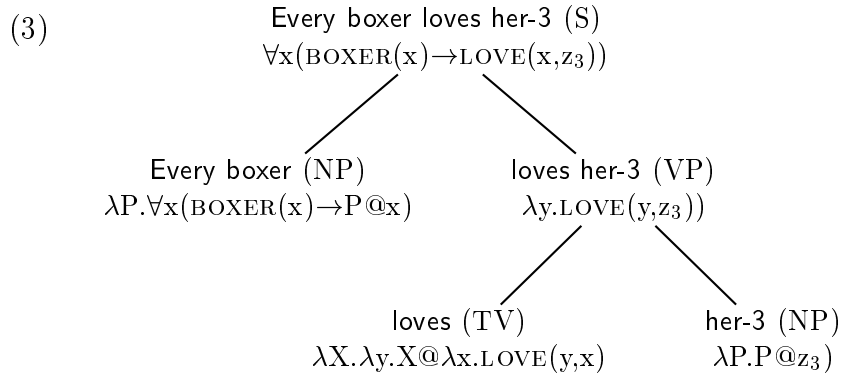 (3)
Every boxer loves her-3 (S)
∀x(BOXER(x)→LOVE(x,z₃))
Every boxer (NP) loves her-3 (VP)
λP.∀x(BOXER(x)→P@x) λy.LOVE(y,z₃))
loves (TV) her-3 (NP)
λX.λy.X@λx.LOVE(y,x) λP.P@z₃)